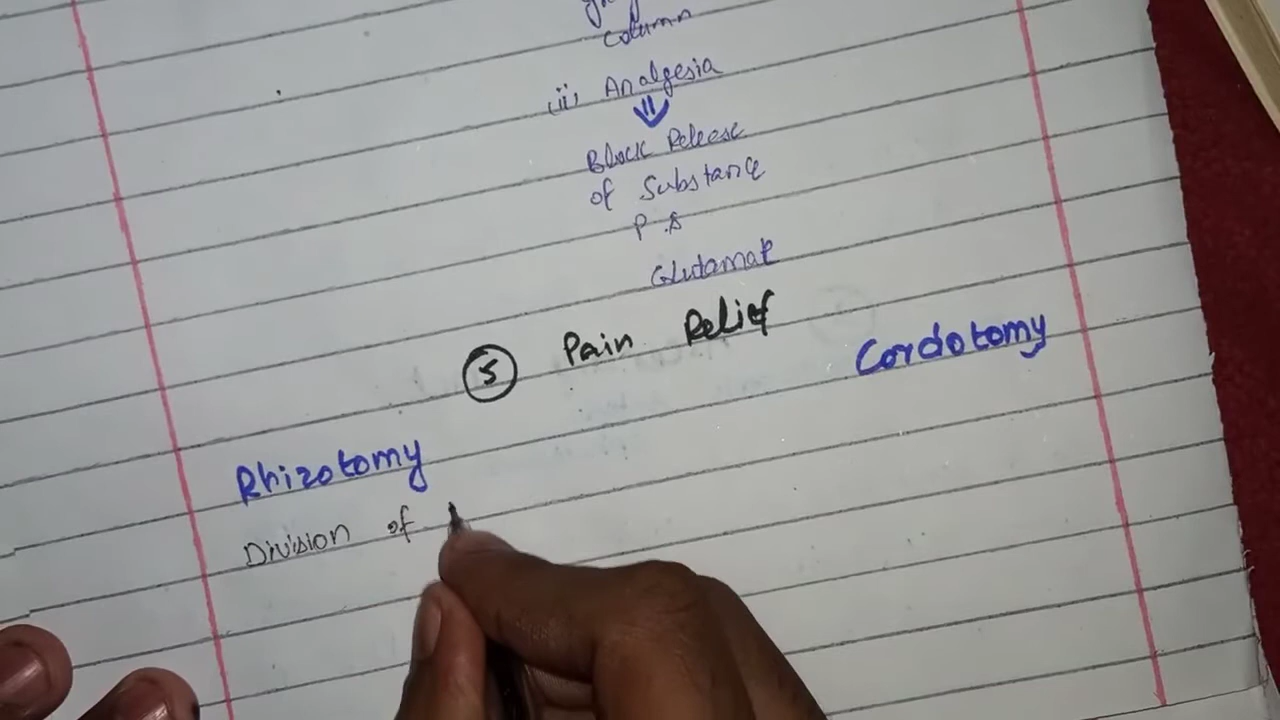 column
(ii) Analgesia
Block Release
of Substance
P &
Glutamate
5 Pain Relief
Cordotomy
Rhizotomy
Division of